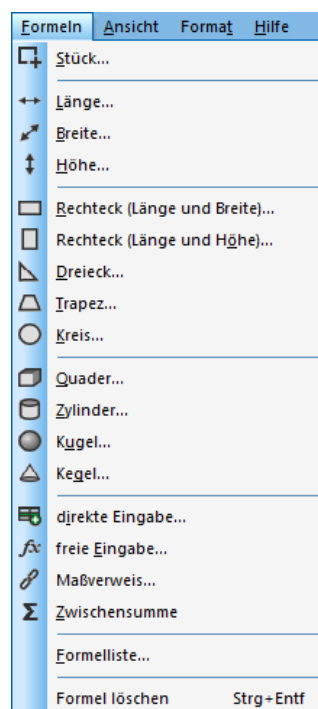 Formeln Ansicht Format Hilfe
Stück...
Länge...
Breite...
Höhe...
Rechteck (Länge und Breite)...
Rechteck (Länge und Höhe)...
Dreieck...
Trapez...
Kreis...
Quader...
Zylinder...
Kugel...
Kegel...
direkte Eingabe...
fx freie Eingabe...
Maßverweis...
Σ Zwischensumme
Formelliste...
Formel löschen Strg+Entf